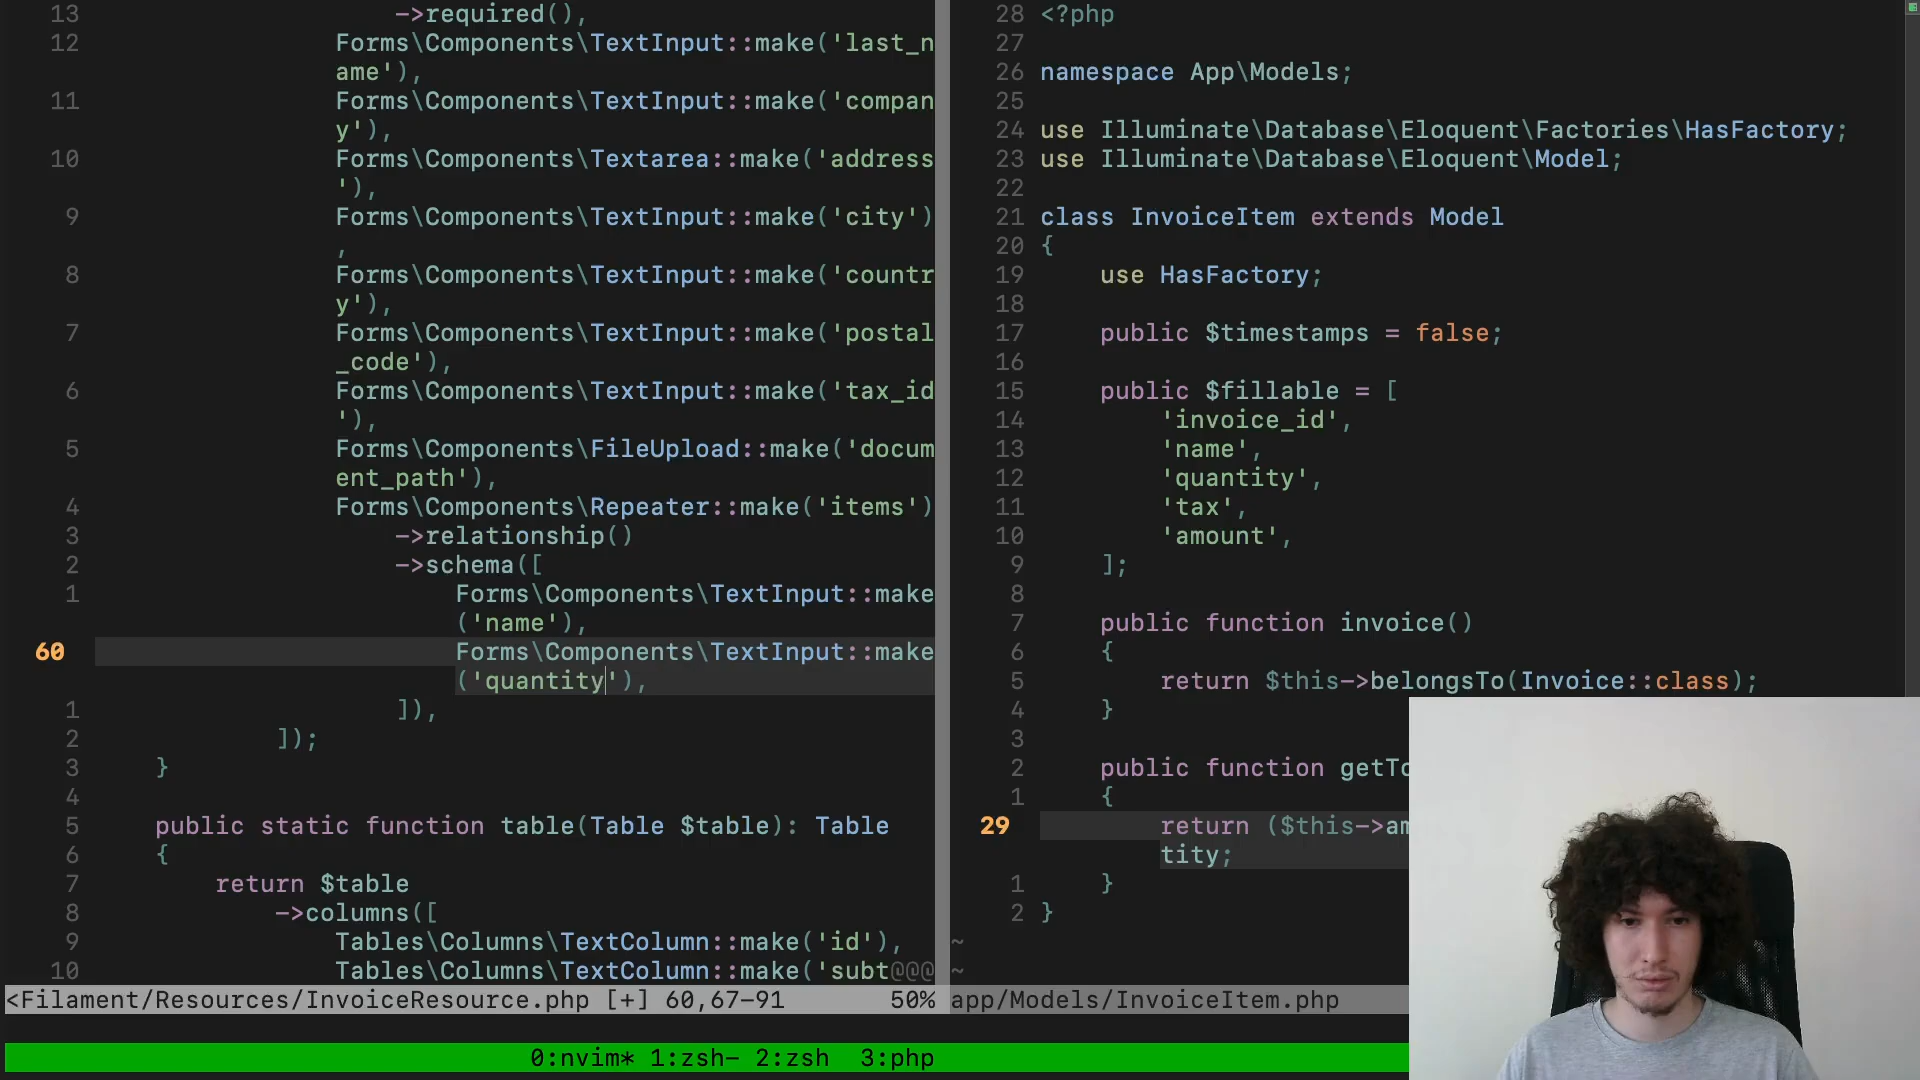 13 ->required(),
12 Forms\Components\TextInput::make('last_n
ame'),
11 Forms\Components\TextInput::make('compan
y'),
10 Forms\Components\Textarea::make('address
'),
9 Forms\Components\TextInput::make('city')
,
8 Forms\Components\TextInput::make('countr
y'),
7 Forms\Components\TextInput::make('postal
_code'),
6 Forms\Components\TextInput::make('tax_id
'),
5 Forms\Components\FileUpload::make('docum
ent_path'),
4 Forms\Components\Repeater::make('items')
3 ->relationship()
2 ->schema([
1 Forms\Components\TextInput::make
('name'),
60 Forms\Components\TextInput::make
('quantity'),
1 ]),
2 ]);
3 }
4
5 public static function table(Table $table): Table
6 {
7 return $table
8 ->columns([
9 Tables\Columns\TextColumn::make('id'),
10 Tables\Columns\TextColumn::make('subt@@@
<Filament/Resources/InvoiceResource.php [+] 60,67-91 50%
28 <?php
27
26 namespace App\Models;
25
24 use Illuminate\Database\Eloquent\Factories\HasFactory;
23 use Illuminate\Database\Eloquent\Model;
22
21 class InvoiceItem extends Model
20 {
19 use HasFactory;
18
17 public $timestamps = false;
16
15 public $fillable = [
14 'invoice_id',
13 'name',
12 'quantity',
11 'tax',
10 'amount',
9 ];
8
7 public function invoice()
6 {
5 return $this->belongsTo(Invoice::class);
4 }
3
2 public function getTo
1 {
29 return ($this->am
tity;
1 }
2 }
~
~
app/Models/InvoiceItem.php
0:nvim* 1:zsh- 2:zsh 3:php